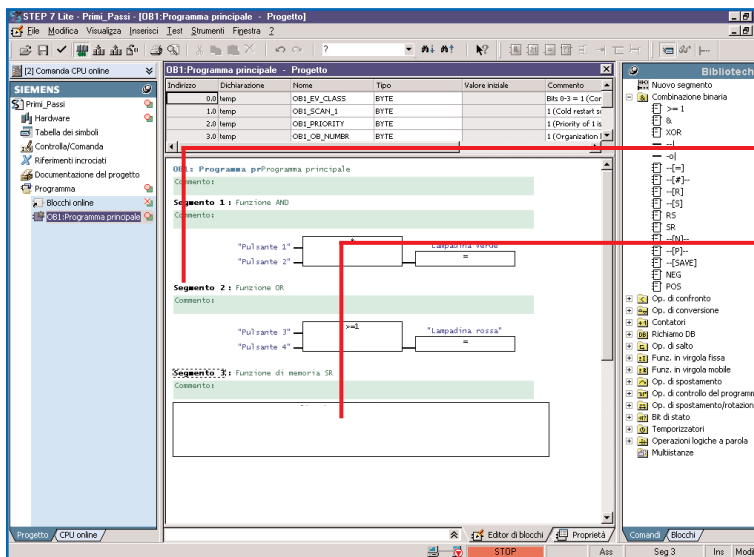 STEP 7 Lite - Primi_Passi - [OB1:Programma principale - Progetto]
File Modifica Visualizza Inserisci Test Strumenti Finestra ?
?
[2] Comanda CPU online
SIEMENS
Primi_Passi
Hardware
Tabella dei simboli
Controlla/Comanda
Riferimenti incrociati
Documentazione del progetto
Programma
Blocchi online
OB1:Programma principale
Progetto
CPU online
OB1:Programma principale - Progetto
Indirizzo Dichiarazione Nome Tipo Valore iniziale Commento
0.0 temp OB1_EV_CLASS BYTE Bits 0-3 = 1 (Cor
1.0 temp OB1_SCAN_1 BYTE 1 (Cold restart sc
2.0 temp OB1_PRIORITY BYTE 1 (Priority of 1 is
3.0 temp OB1_OB_NUMBR BYTE 1 (Organization
OB1: Programma prProgramma principale
Commento:
Segmento 1 : Funzione AND
Commento:
"Pulsante 1"
"Pulsante 2"
"Lampadina verde"
=
Segmento 2 : Funzione OR
Commento:
"Pulsante 3"
"Pulsante 4"
>=1
"Lampadina rossa"
=
Segmento 3: Funzione di memoria SR
Commento:
Editor di blocchi
Proprietà
Bibliotech
Nuovo segmento
Combinazione binaria
>= 1
&
XOR
--|
-o|
--[=]
--[#]--
--[R]
--[S]
RS
SR
--[N]--
--[P]--
--[SAVE]
NEG
POS
Op. di confronto
Op. di conversione
Contatori
Richiamo DB
Op. di salto
Funz. in virgola fissa
Funz. in virgola mobile
Op. di spostamento
Op. di controllo del programm
Op. di spostamento/rotazion
Bit di stato
Temporizzatori
Operazioni logiche a parola
Multiistanze
Comandi
Blocchi
STOP Ass Seg 3 Ins Modi